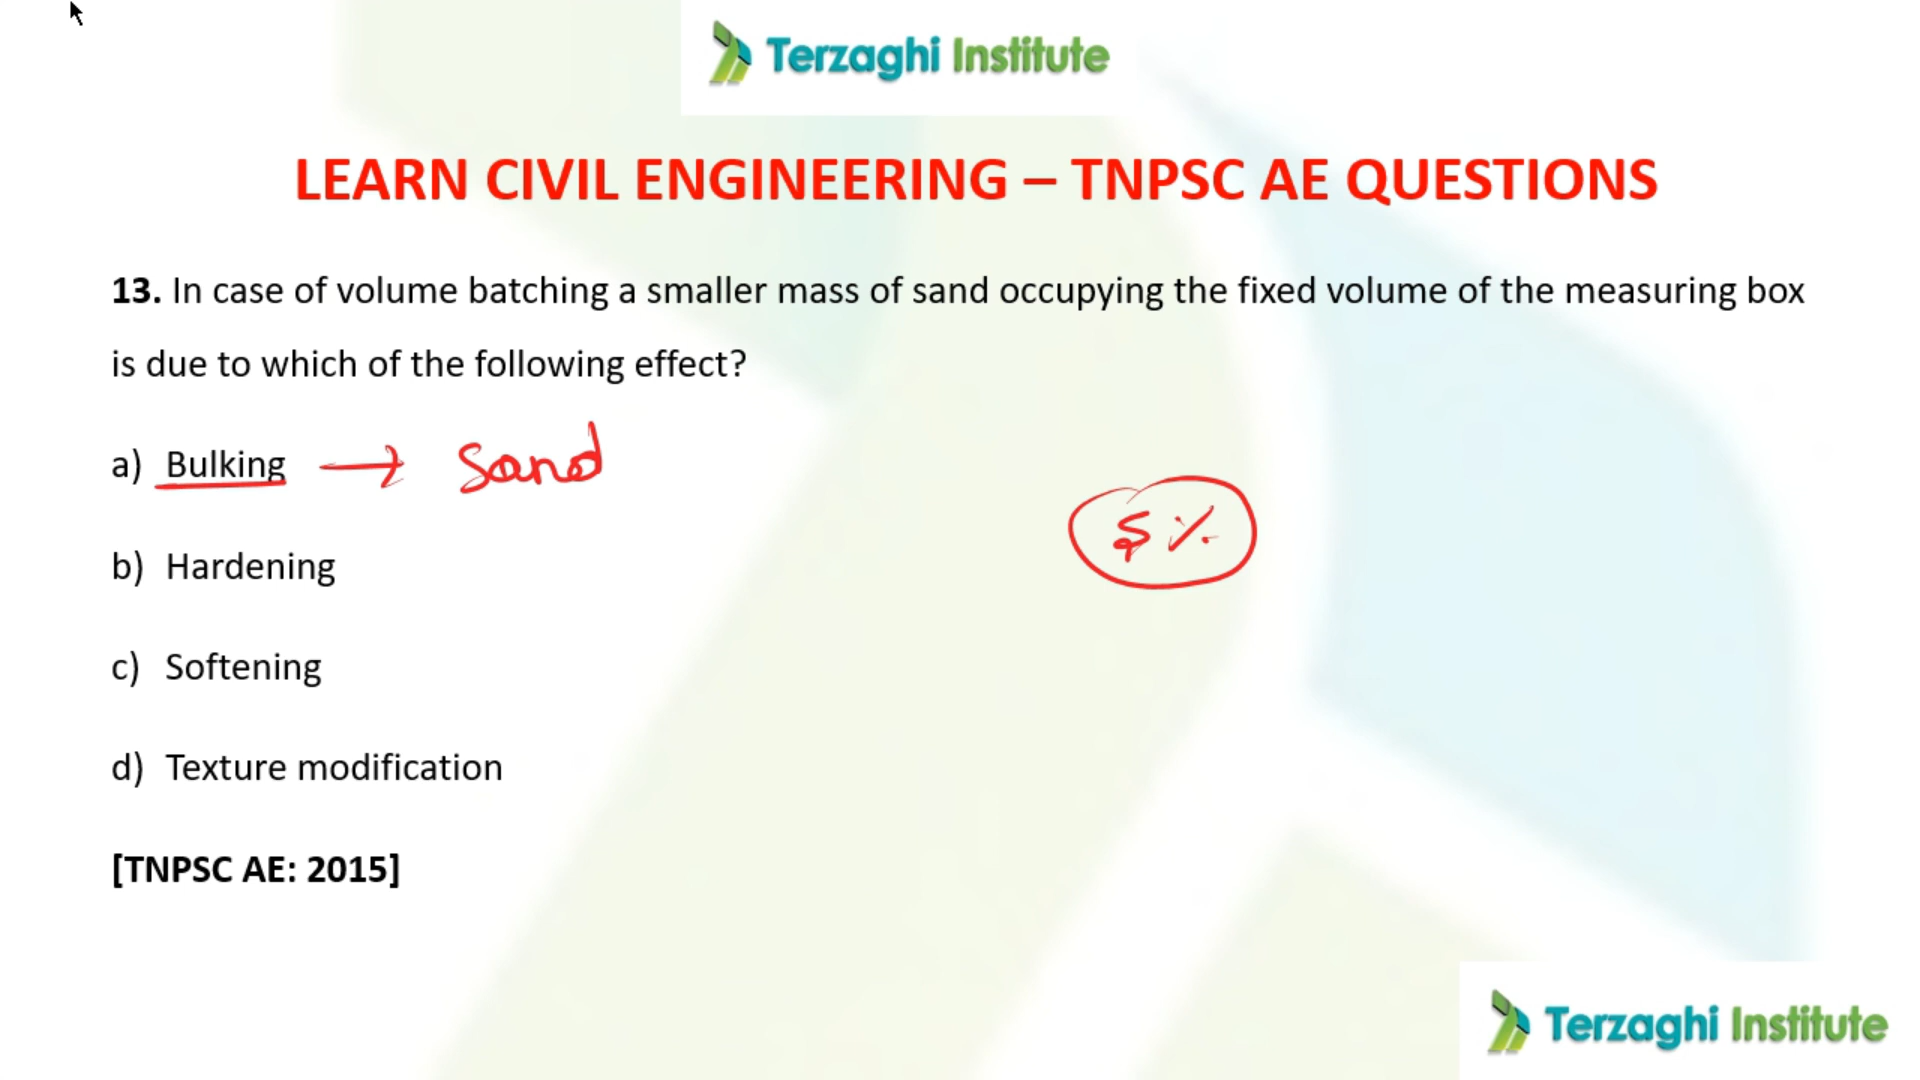 Terzaghi Institute
LEARN CIVIL ENGINEERING – TNPSC AE QUESTIONS
13. In case of volume batching a smaller mass of sand occupying the fixed volume of the measuring box
is due to which of the following effect?
a) Bulking → Sand
5 %
b) Hardening
c) Softening
d) Texture modification
[TNPSC AE: 2015]
Terzaghi Institute